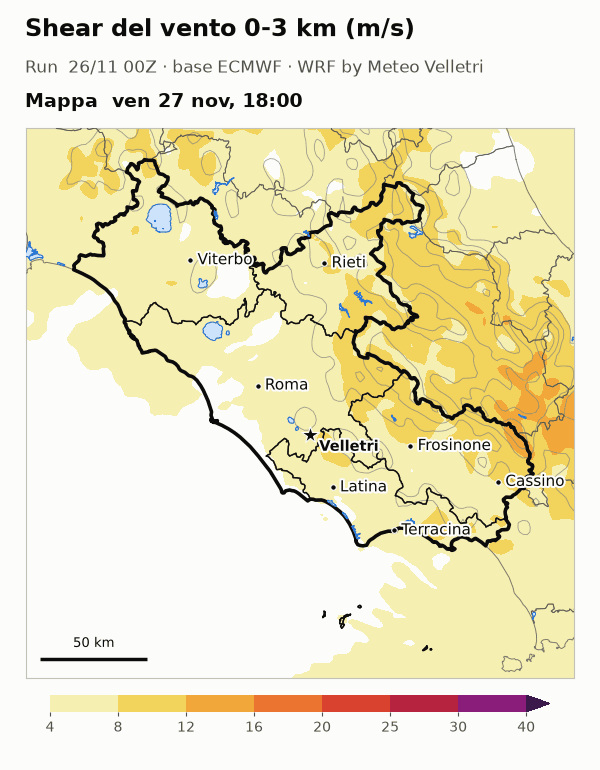 Shear del vento 0-3 km (m/s)
Run 26/11 00Z · base ECMWF · WRF by Meteo Velletri
Mappa ven 27 nov, 18:00
Viterbo
Rieti
Roma
Velletri
Frosinone
Cassino
Latina
Terracina
50 km
4 8 12 16 20 25 30 40